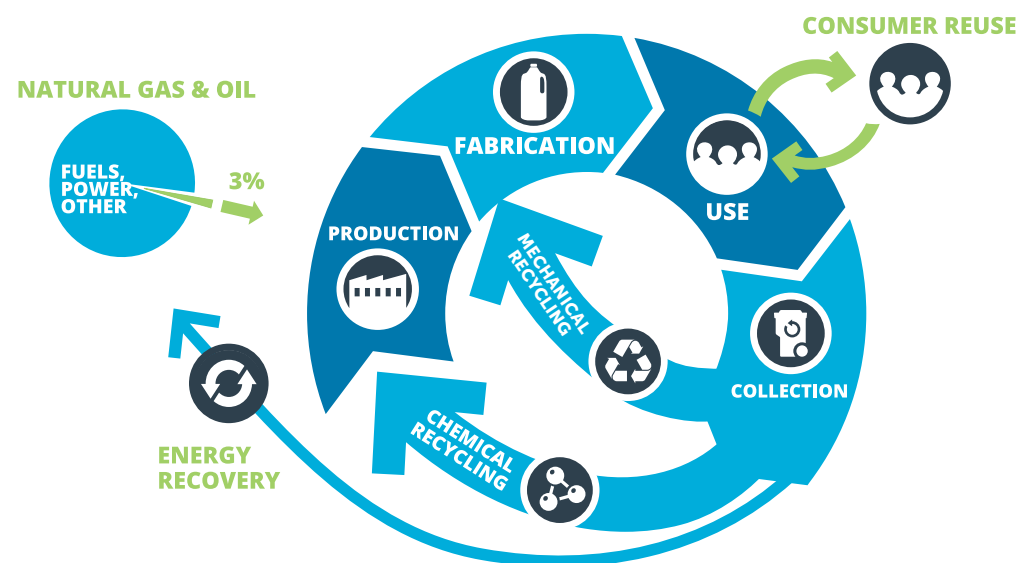 CONSUMER REUSE
NATURAL GAS & OIL
FUELS,
POWER,
OTHER
3%
FABRICATION
USE
PRODUCTION
MECHANICAL
RECYCLING
COLLECTION
CHEMICAL
RECYCLING
ENERGY
RECOVERY